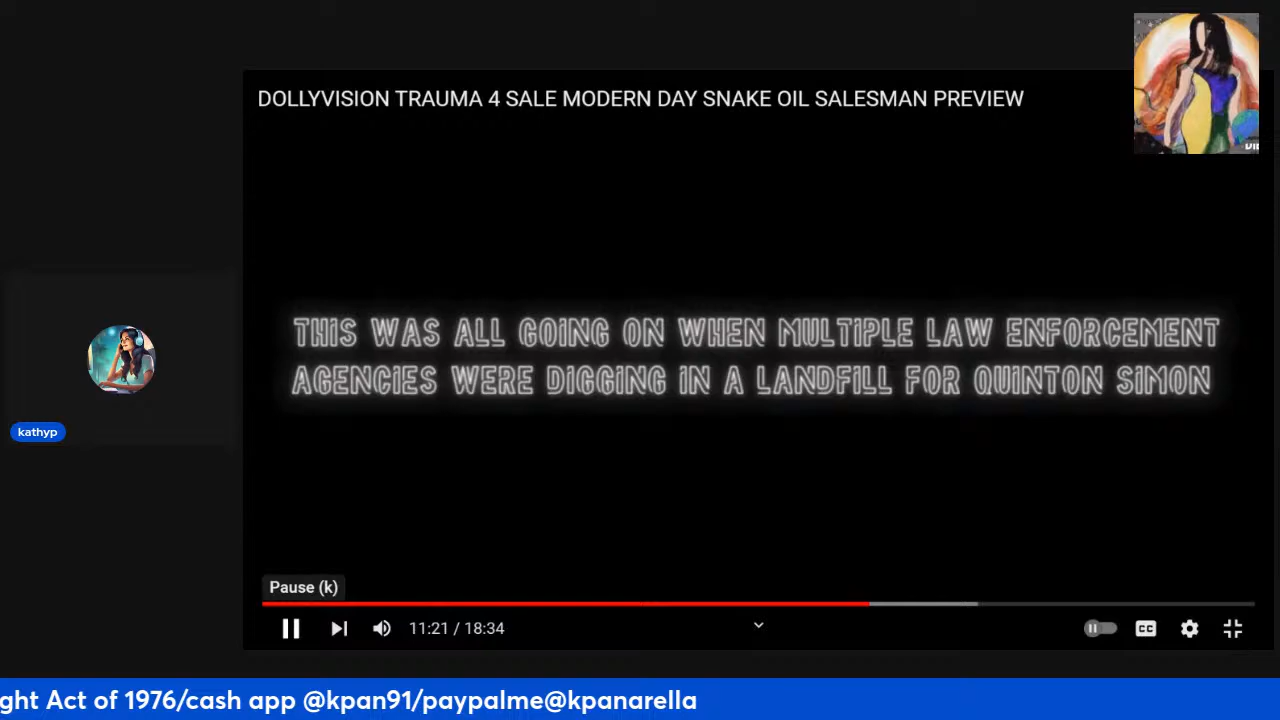 DOLLYVISION TRAUMA 4 SALE MODERN DAY SNAKE OIL SALESMAN PREVIEW
THIS WAS ALL GOING ON WHEN MULTIPLE LAW ENFORCEMENT
AGENCIES WERE DIGGING IN A LANDFILL FOR QUINTON SIMON
kathyp
Pause (k)
11:21 / 18:34
CC
ght Act of 1976/cash app @kpan91/paypalme@kpanarella